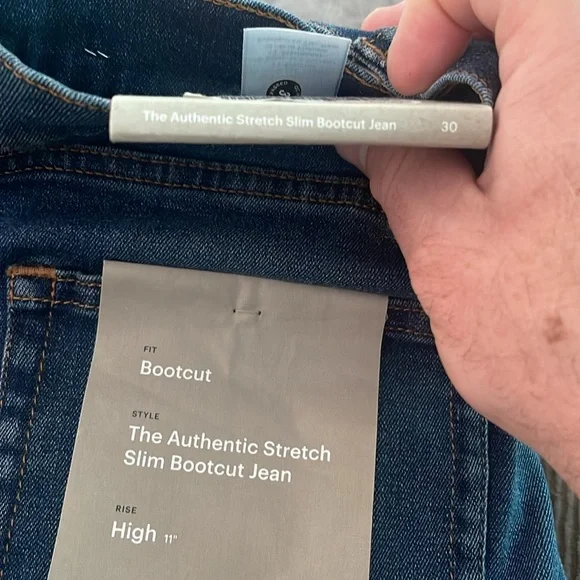 The Authentic Stretch Slim Bootcut Jean 30
FIT
Bootcut
STYLE
The Authentic Stretch
Slim Bootcut Jean
RISE
High 11"